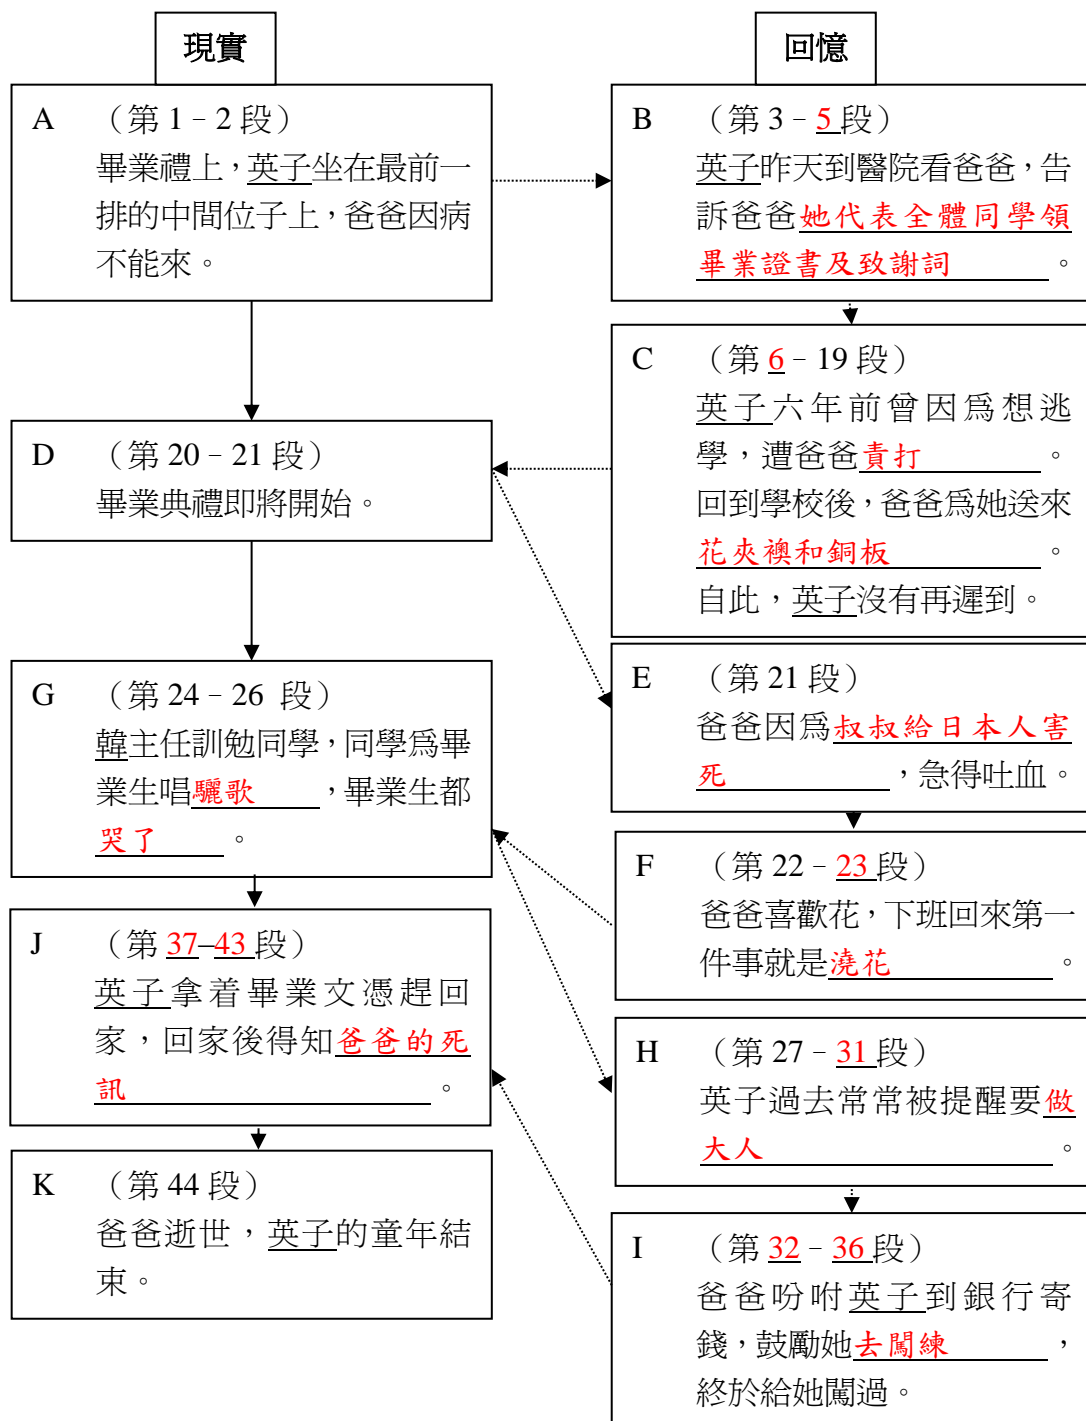 現實
回憶
A （第 1﹣2 段）
畢業禮上，英子坐在最前一
排的中間位子上，爸爸因病
不能來。
B （第 3﹣5 段）
英子昨天到醫院看爸爸，告
訴爸爸她代表全體同學領
畢業證書及致謝詞。
C （第 6﹣19 段）
英子六年前曾因為想逃
學，遭爸爸責打。
回到學校後，爸爸為她送來
花夾襖和銅板。
自此，英子沒有再遲到。
D （第 20﹣21 段）
畢業典禮即將開始。
E （第 21 段）
爸爸因為叔叔給日本人害
死，急得吐血。
F （第 22﹣23 段）
爸爸喜歡花，下班回來第一
件事就是澆花。
G （第 24﹣26 段）
韓主任訓勉同學，同學為畢
業生唱驪歌，畢業生都
哭了。
H （第 27﹣31 段）
英子過去常常被提醒要做
大人。
I （第 32﹣36 段）
爸爸吩咐英子到銀行寄
錢，鼓勵她去闖練，
終於給她闖過。
J （第 37–43 段）
英子拿着畢業文憑趕回
家，回家後得知爸爸的死
訊。
K （第 44 段）
爸爸逝世，英子的童年結
束。